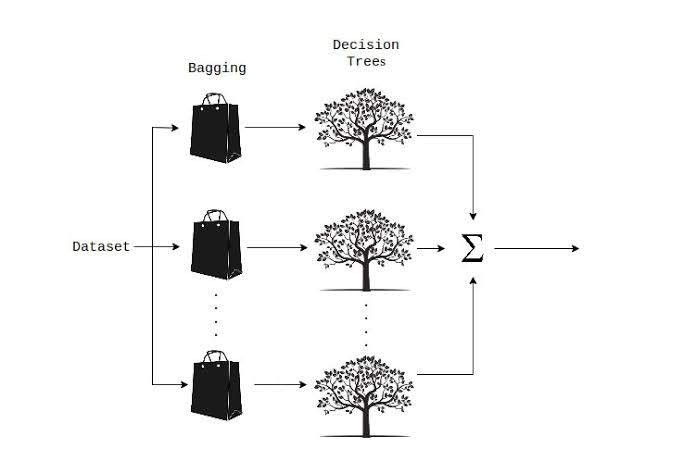 Decision
Trees
Bagging
Dataset
Σ